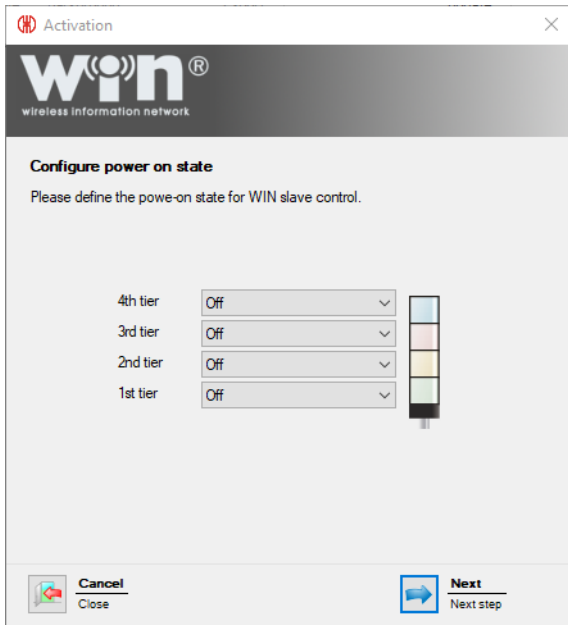 Activation
WIN®
wireless information network
Configure power on state
Please define the powe-on state for WIN slave control.
4th tier Off
3rd tier Off
2nd tier Off
1st tier Off
Cancel
Close
Next
Next step